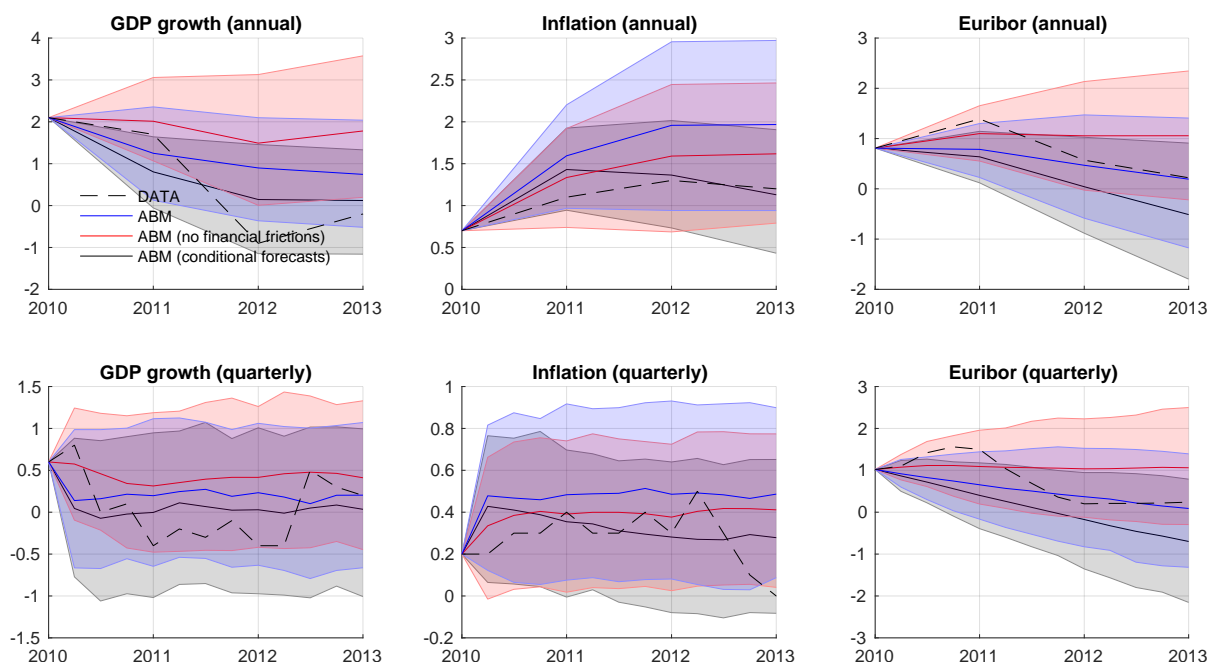 GDP growth (annual)
4
3
2
1
0
-1
-2
2010 2011 2012 2013
DATA
ABM
ABM (no financial frictions)
ABM (conditional forecasts)
Inflation (annual)
3
2.5
2
1.5
1
0.5
0
2010 2011 2012 2013
Euribor (annual)
3
2
1
0
-1
-2
2010 2011 2012 2013
GDP growth (quarterly)
1.5
1
0.5
0
-0.5
-1
-1.5
2010 2011 2012 2013
Inflation (quarterly)
1
0.8
0.6
0.4
0.2
0
-0.2
2010 2011 2012 2013
Euribor (quarterly)
3
2
1
0
-1
-2
-3
2010 2011 2012 2013